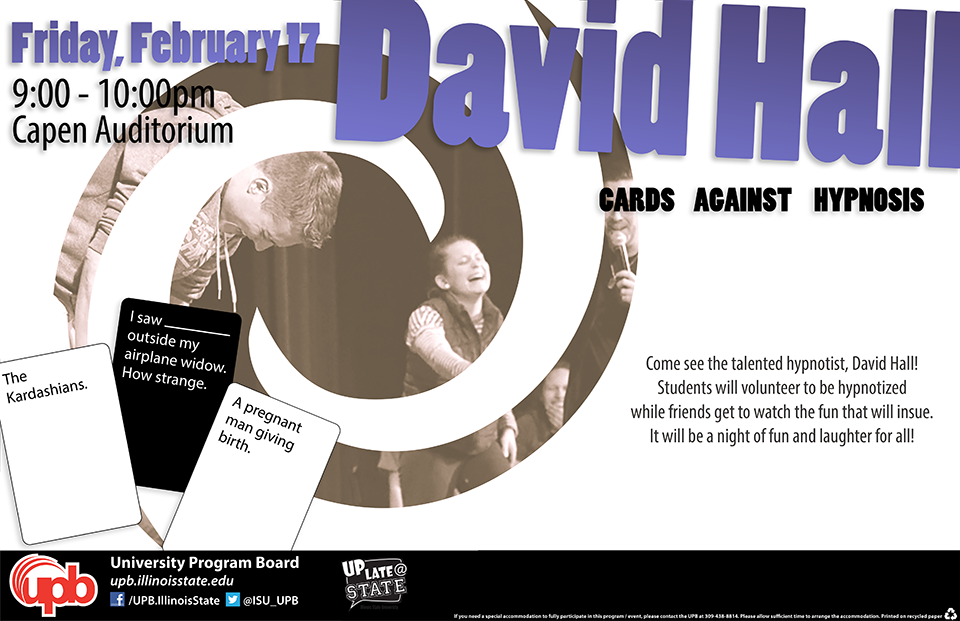 Friday, February 17
9:00 - 10:00pm
Capen Auditorium
David Hall
CARDS AGAINST HYPNOSIS
I saw ________
outside my
airplane widow.
How strange.
The
Kardashians.
A pregnant
man giving
birth.
Come see the talented hypnotist, David Hall!
Students will volunteer to be hypnotized
while friends get to watch the fun that will insue.
It will be a night of fun and laughter for all!
upb
University Program Board
upb.illinoisstate.edu
/UPB.IllinoisState @ISU_UPB
UP
LATE@
STATE
If you need a special accommodation to fully participate in this program / event, please contact the UPB at 309-438-8814. Please allow sufficient time to arrange the accommodation. Printed on recycled paper